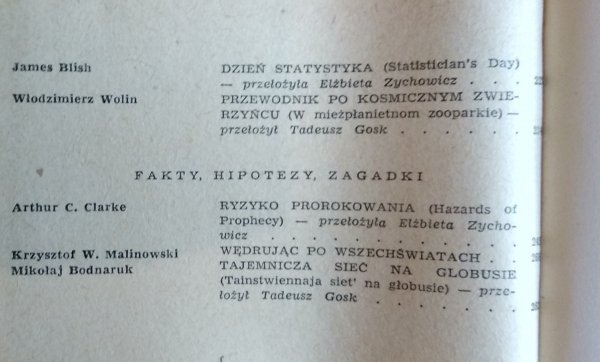 James Blish DZIEŃ STATYSTYKA (Statistician's Day)
— przełożyła Elżbieta Zychowicz . . .
Włodzimierz Wolin PRZEWODNIK PO KOSMICZNYM ZWIE-
RZYŃCU (W mieżpłanietnom zooparkie) —
przełożył Tadeusz Gosk . . . . . .
FAKTY, HIPOTEZY, ZAGADKI
Arthur C. Clarke RYZYKO PROROKOWANIA (Hazards of
Prophecy) — przełożyła Elżbieta Zycho-
wicz . . . . . . . . . . .
Krzysztof W. Malinowski WĘDRUJĄC PO WSZECHŚWIATACH . .
Mikołaj Bodnaruk TAJEMNICZA SIEĆ NA GLOBUSIE
(Tainstwiennaja siet' na globusie) — prze-
łożył Tadeusz Gosk . . . . . .